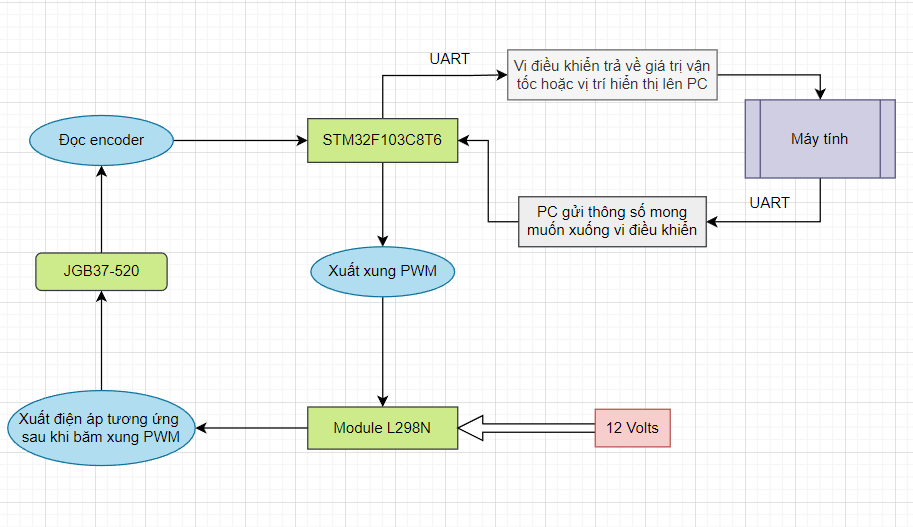 UART
Vi điều khiển trả về giá trị vận
tốc hoặc vị trí hiển thị lên PC
Đọc encoder
STM32F103C8T6
Máy tính
UART
PC gửi thông số mong
muốn xuống vi điều khiển
JGB37-520
Xuất xung PWM
Xuất điện áp tương ứng
sau khi băm xung PWM
Module L298N
12 Volts